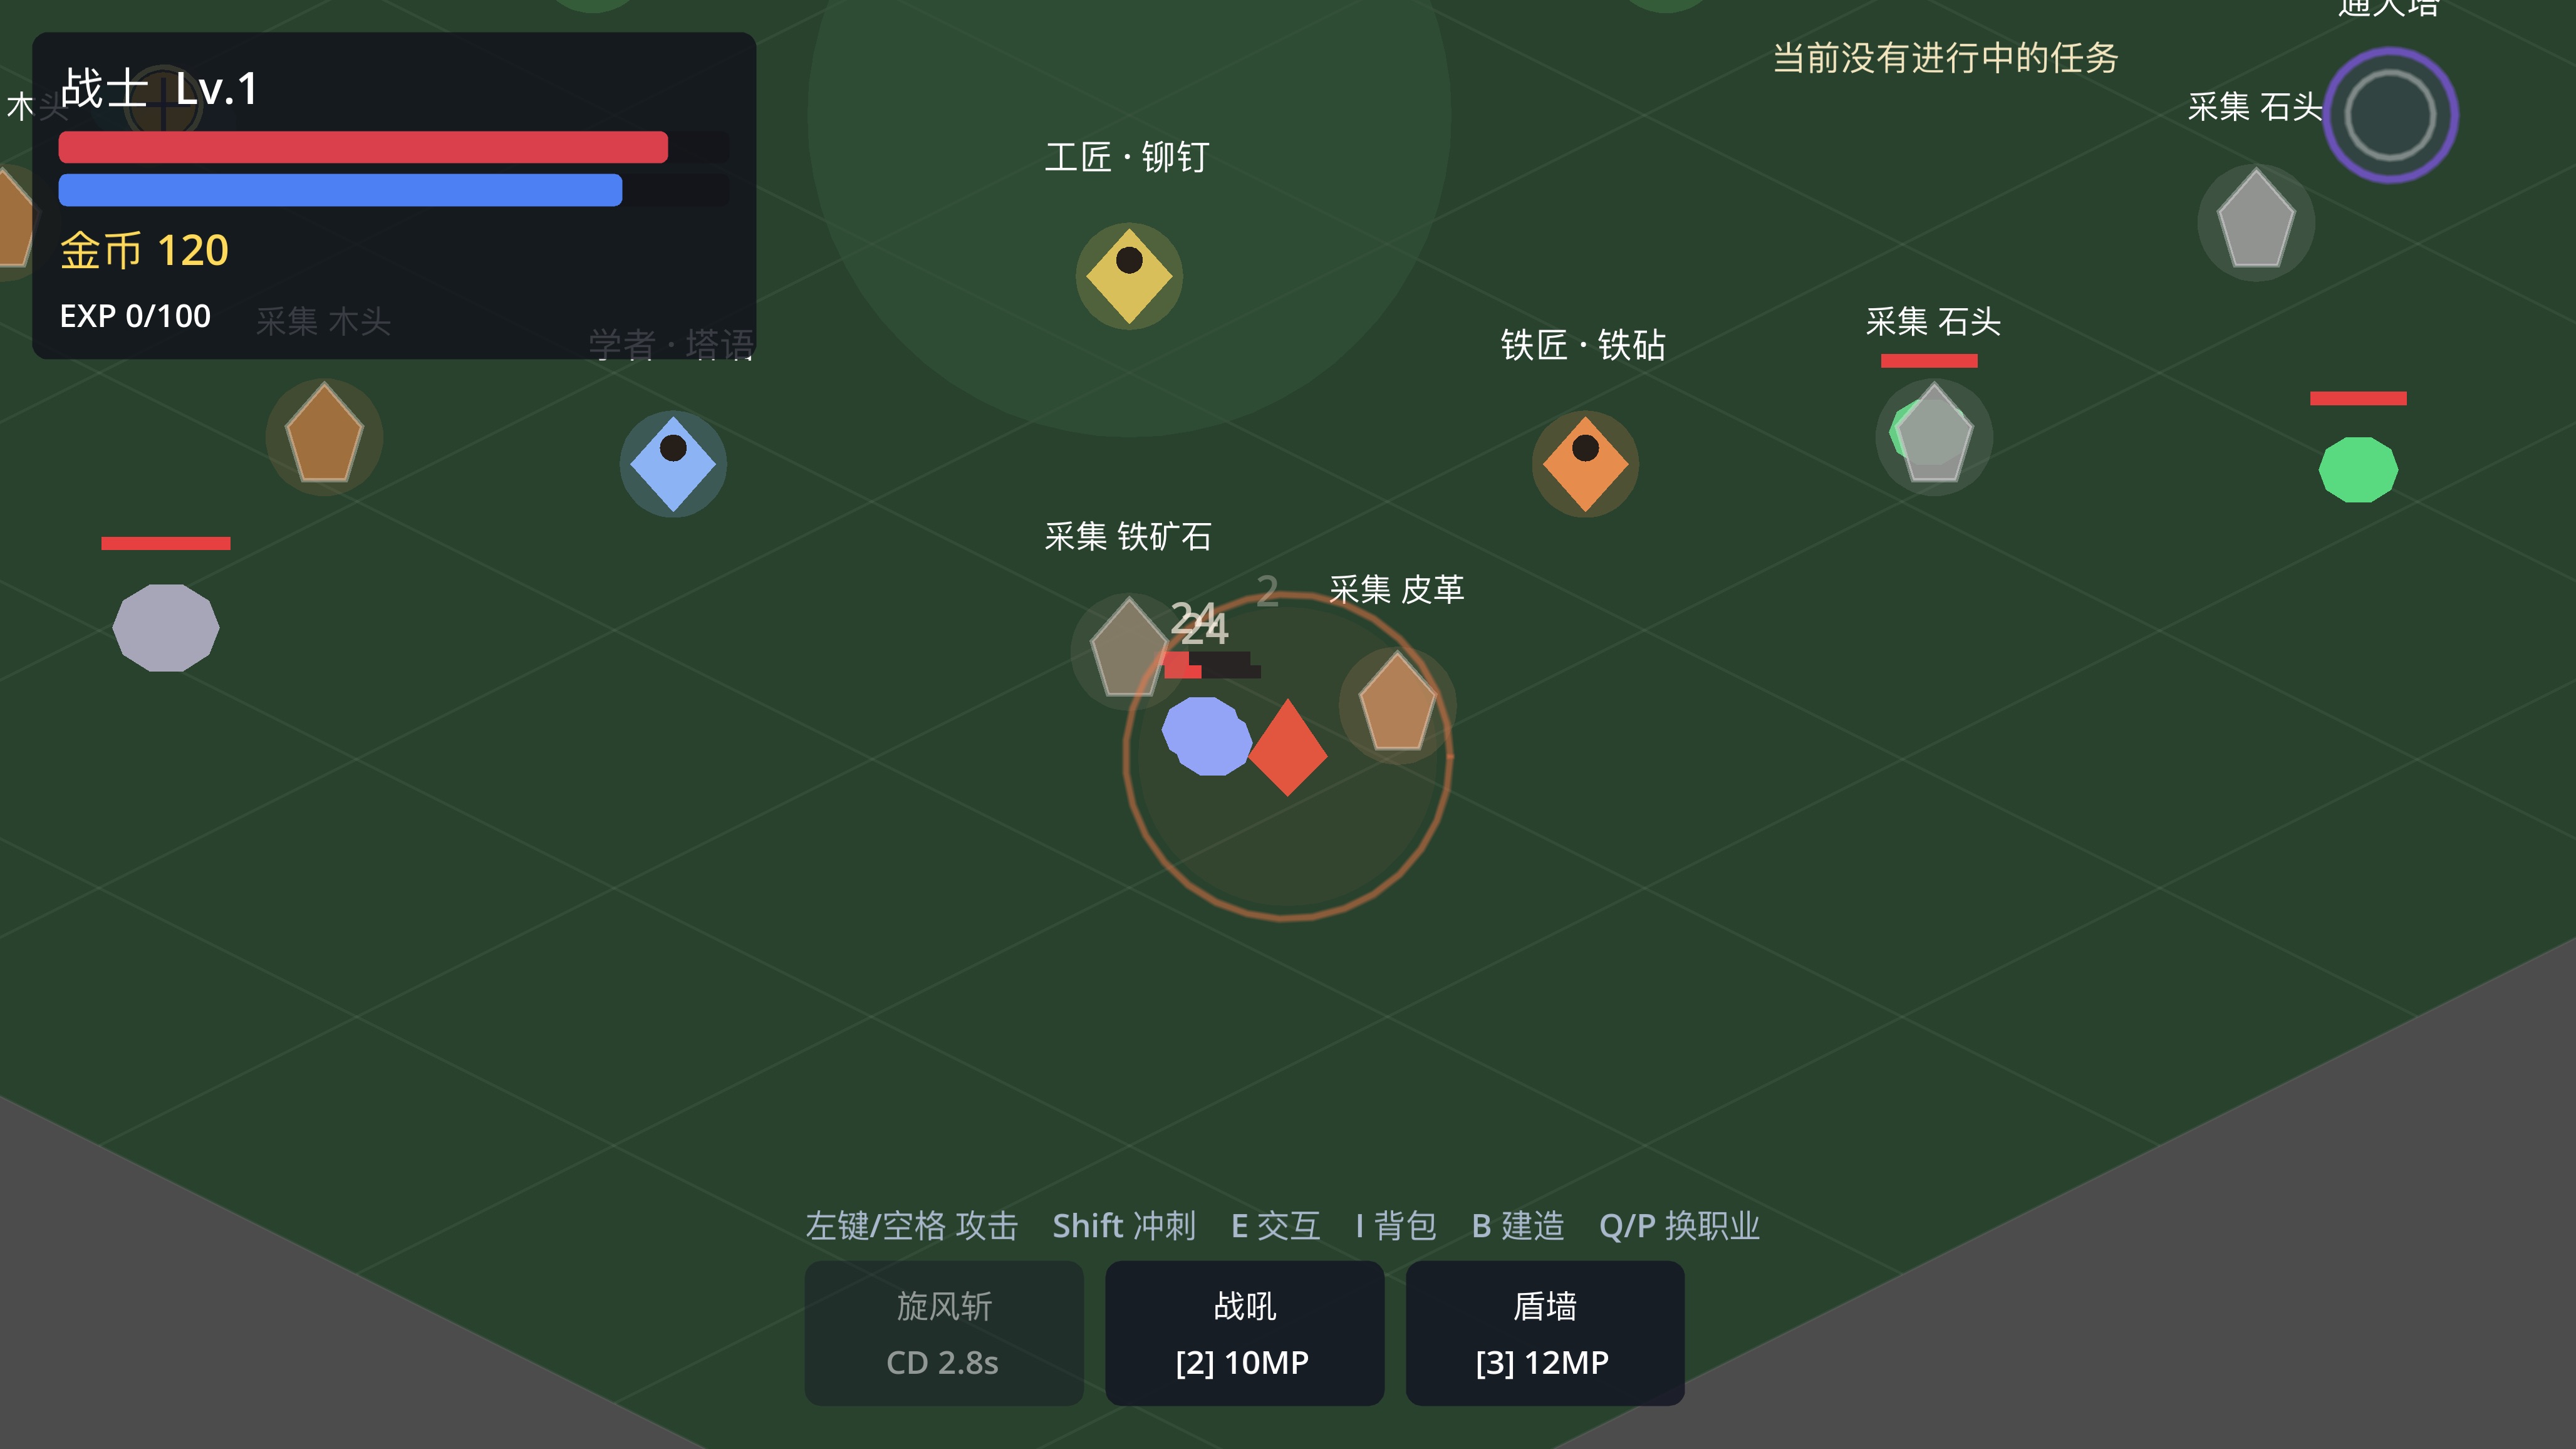 战士 Lv.1
金币 120
EXP 0/100
木头
采集 木头
学者 · 塔语
工匠 · 铆钉
当前没有进行中的任务
采集 石头
采集 石头
铁匠 · 铁砧
采集 铁矿石
采集 皮革
2
24
24
左键/空格 攻击 Shift 冲刺 E 交互 I 背包 B 建造 Q/P 换职业
旋风斩
CD 2.8s
战吼
[2] 10MP
盾墙
[3] 12MP